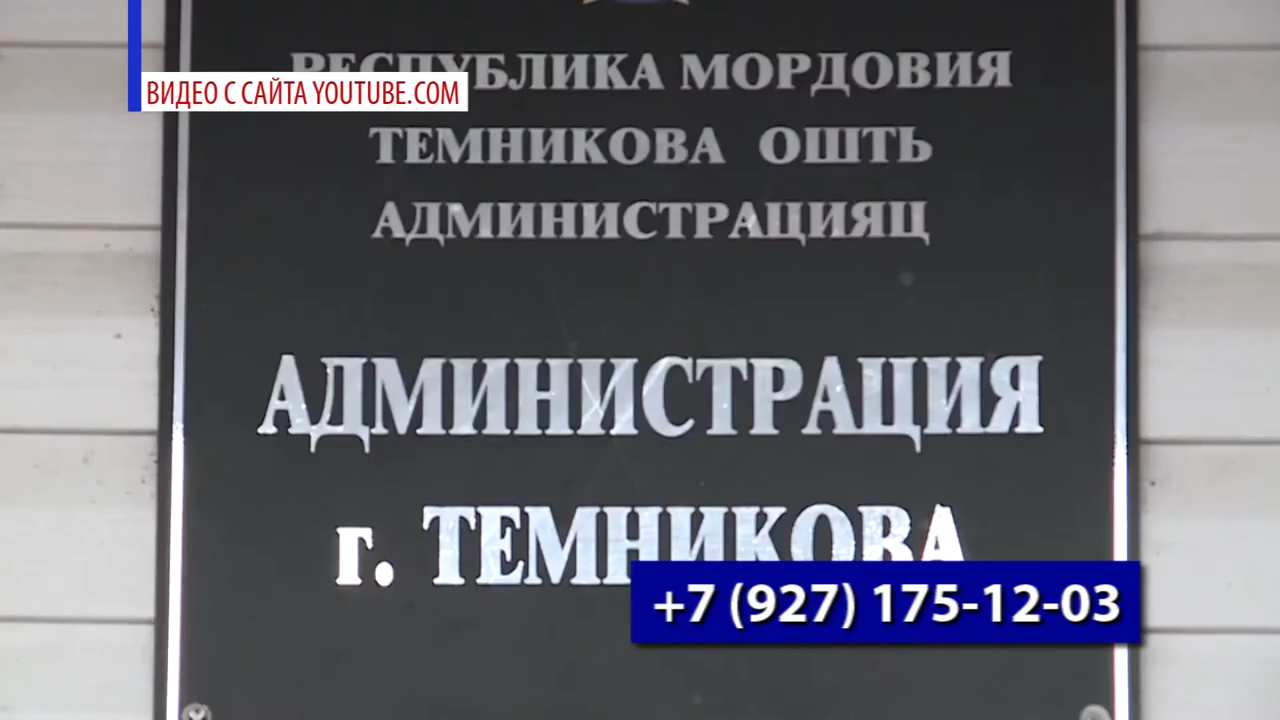 РЕСПУБЛИКА МОРДОВИЯ
ВИДЕО С САЙТА YOUTUBE.COM
ТЕМНИКОВА ОШТЬ
АДМИНИСТРАЦИЯЦ
АДМИНИСТРАЦИЯ
г. ТЕМНИКОВА
+7 (927) 175-12-03